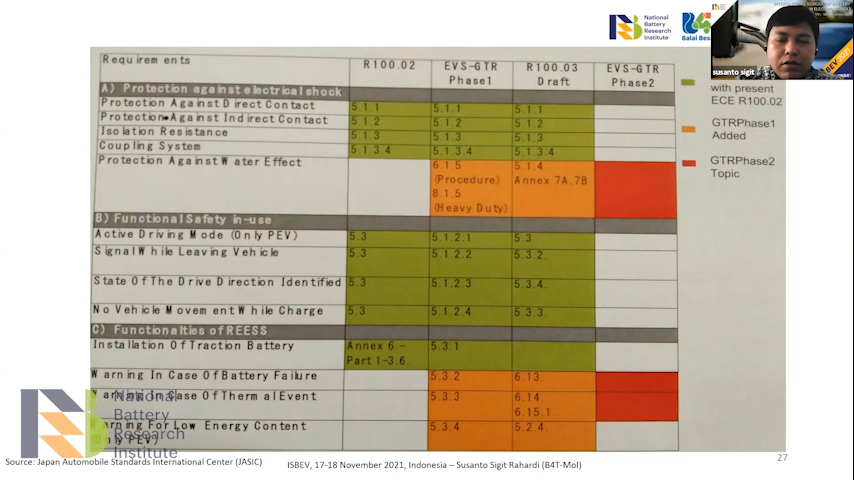 National
Battery
Research
Institute
susanto sigit
Requirements R100.02 EVS-GTR Phase1 R100.03 Draft EVS-GTR Phase2
A) Protection against electrical shock
Protection Against Direct Contact 5.1.1 5.1.1 5.1.1
Protection Against Indirect Contact 5.1.2 5.1.2 5.1.2
Isolation Resistance 5.1.3 5.1.3 5.1.3
Coupling System 5.1.3.4 5.1.3.4 5.1.3.4
Protection Against Water Effect 6.1.5 (Procedure) 8.1.5 (Heavy Duty) 5.1.4 Annex 7A.7B
B) Functional Safety in-use
Active Driving Mode (Only PEV) 5.3 5.1.2.1 5.3
Signal While Leaving Vehicle 5.3 5.1.2.2 5.3.2.
State Of The Drive Direction Identified 5.3 5.1.2.3 5.3.4.
No Vehicle Movement While Charge 5.3 5.1.2.4 5.3.3.
C) Functionalties of REESS
Installation Of Traction Battery Annex 6 – Part 1-3.6. 5.3.1
Warning In Case Of Battery Failure 5.3.2 6.13.
Warning In Case Of Thermal Event 5.3.3 6.14. 6.15.1.
Warning For Low Energy Content (Only PEV) 5.3.4 5.2.4.
with present
ECE R100.02
GTRPhase1
Added
GTRPhase2
Topic
National
Battery
Research
Institute
Source: Japan Automobile Standards International Center (JASIC)
ISBEV, 17-18 November 2021, Indonesia – Susanto Sigit Rahardi (B4T-MoI)
27